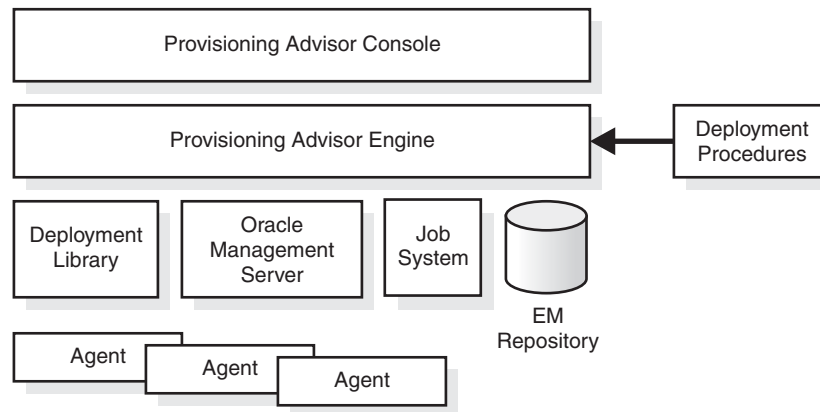 Provisioning Advisor Console
Provisioning Advisor Engine
Deployment
Procedures
Deployment
Library
Oracle
Management
Server
Job
System
EM
Repository
Agent
Agent
Agent